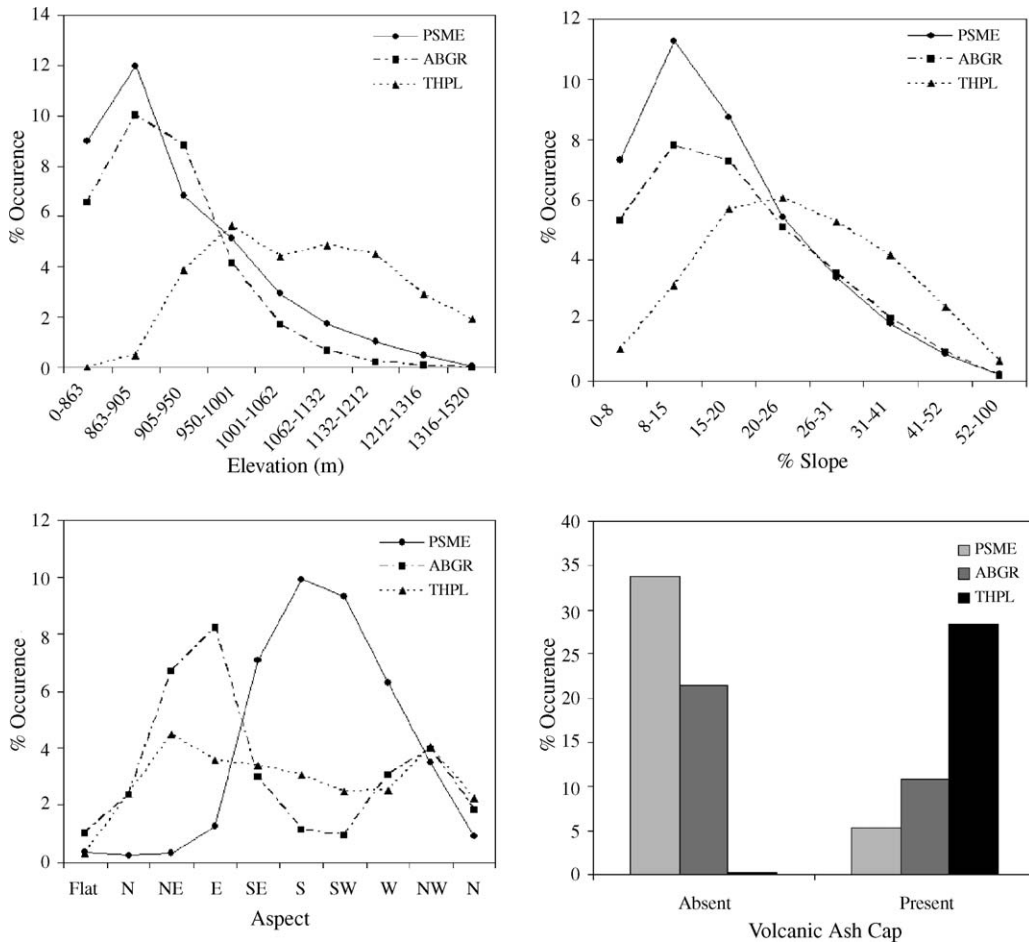 14
12
10
8
6
4
2
0
% Occurence
PSME
ABGR
THPL
0-863
863-905
905-950
950-1001
1001-1062
1062-1132
1132-1212
1212-1316
1316-1520
Elevation (m)
12
10
8
6
4
2
0
% Occurence
PSME
ABGR
THPL
0-8
8-15
15-20
20-26
26-31
31-41
41-52
52-100
% Slope
12
10
8
6
4
2
0
% Occurence
PSME
ABGR
THPL
Flat N NE E SE S SW W NW N
Aspect
40
35
30
25
20
15
10
5
0
% Occurence
PSME
ABGR
THPL
Absent Present
Volcanic Ash Cap